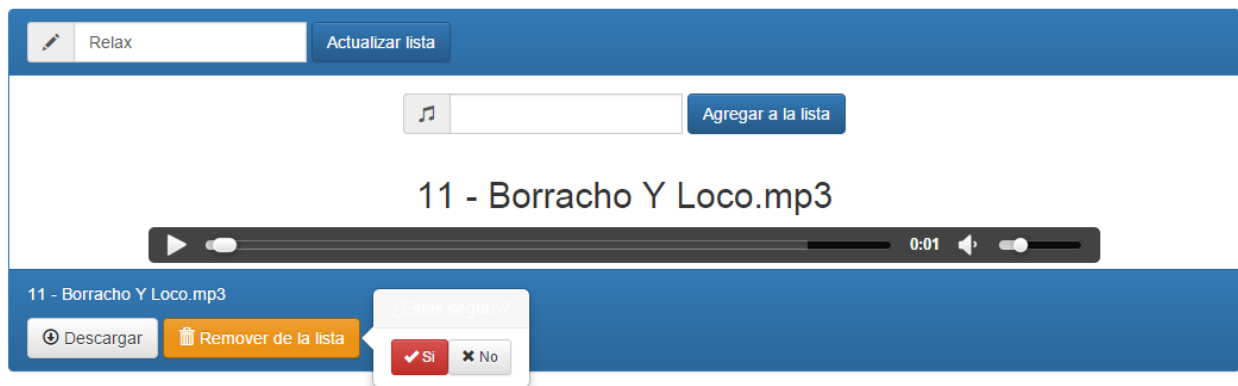 Relax
Actualizar lista
Agregar a la lista
11 - Borracho Y Loco.mp3
0:01
11 - Borracho Y Loco.mp3
¿Estas seguro?
Descargar
Remover de la lista
Si
No